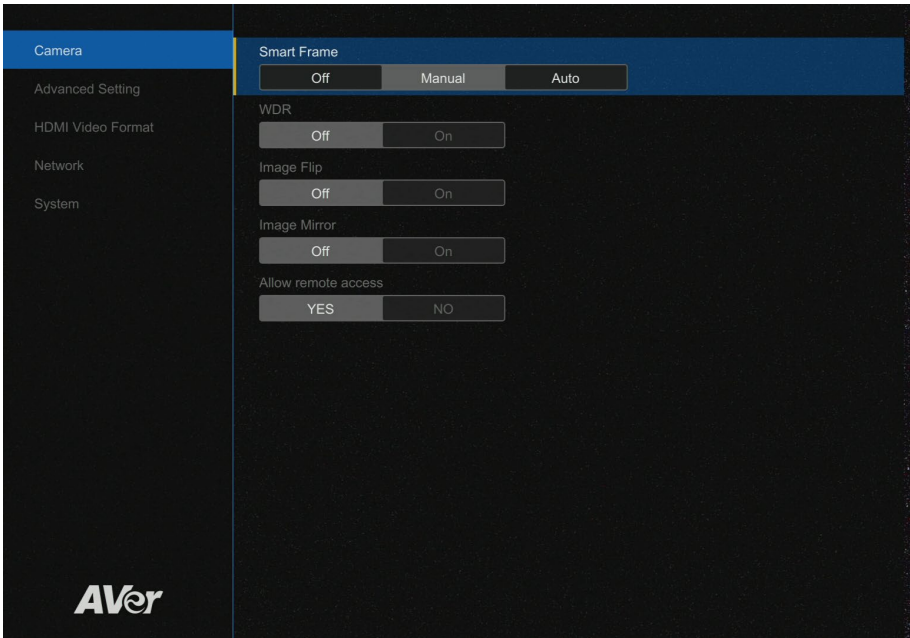 Camera
Advanced Setting
HDMI Video Format
Network
System
Smart Frame
Off Manual Auto
WDR
Off On
Image Flip
Off On
Image Mirror
Off On
Allow remote access
YES NO
AVer